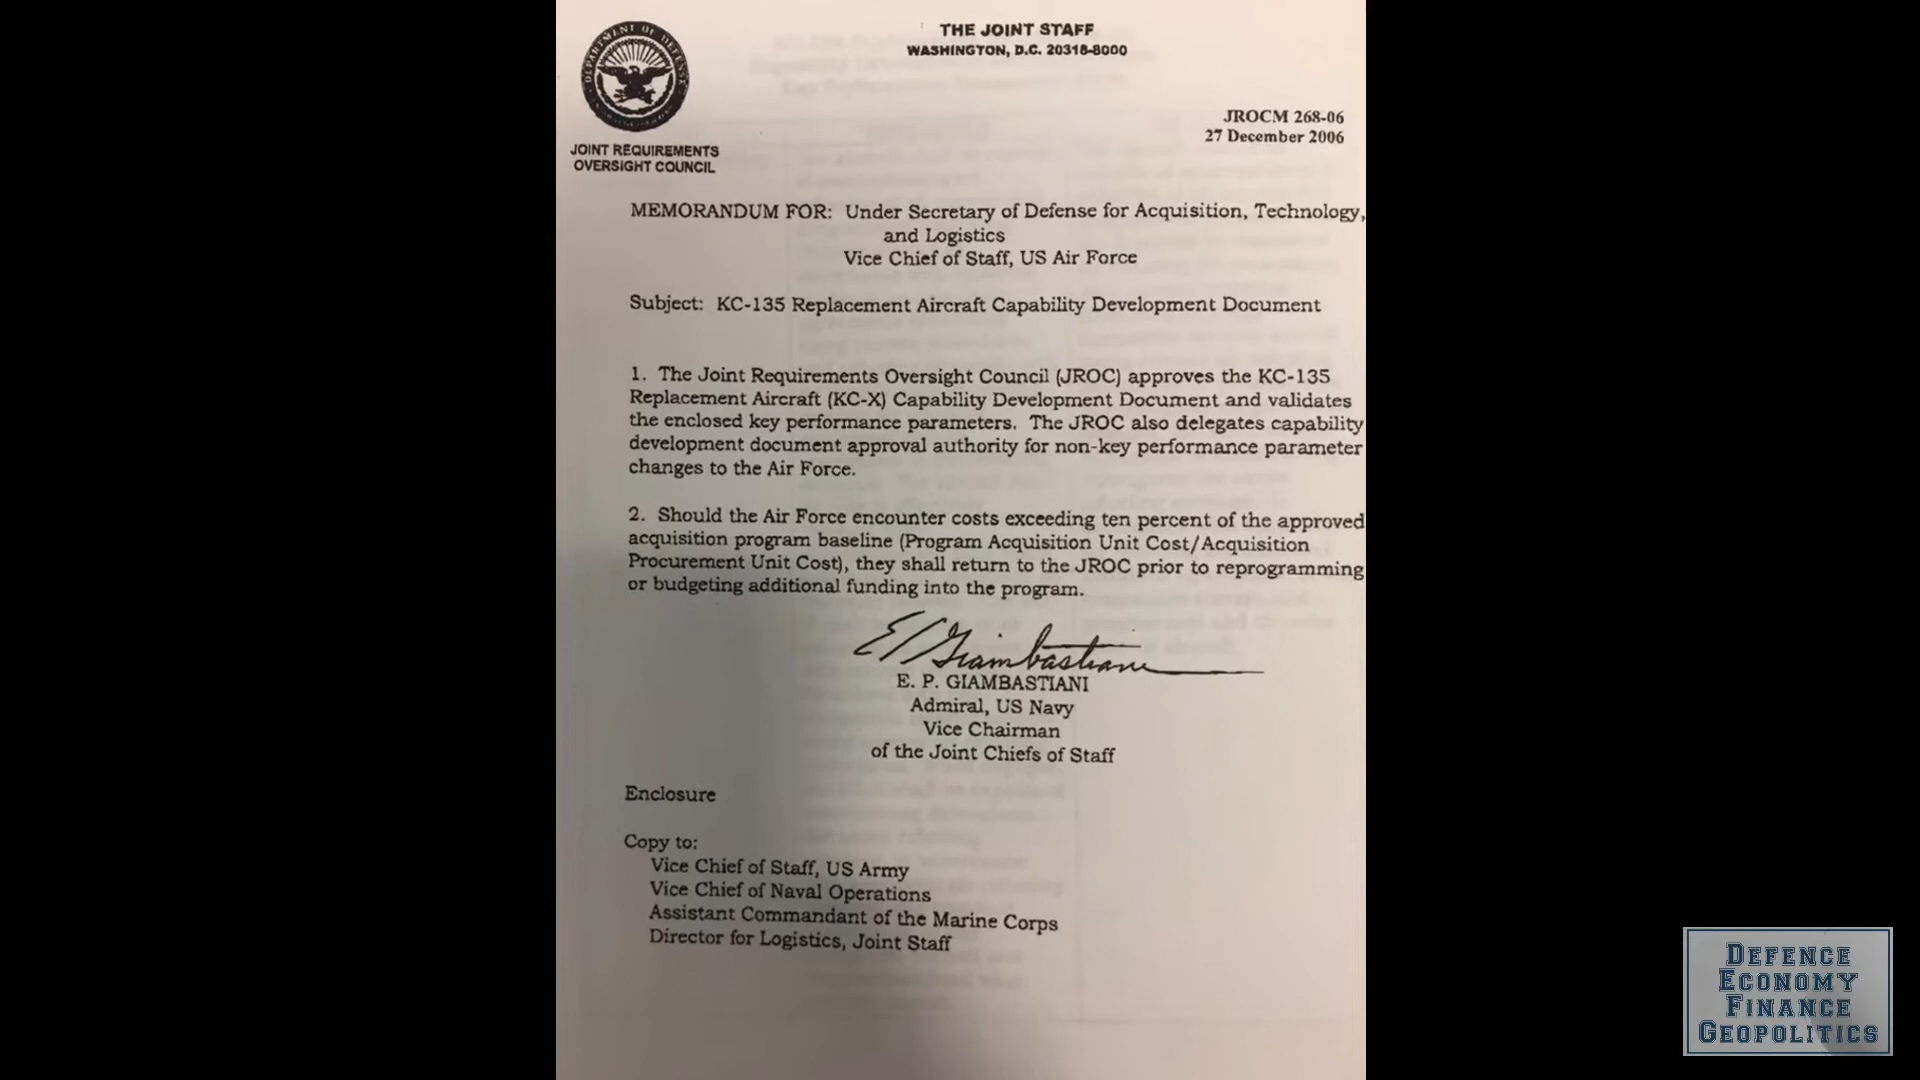 THE JOINT STAFF
WASHINGTON, D.C. 20318-8000
JOINT REQUIREMENTS
OVERSIGHT COUNCIL
JROCM 268-06
27 December 2006
MEMORANDUM FOR: Under Secretary of Defense for Acquisition, Technology,
and Logistics
Vice Chief of Staff, US Air Force
Subject: KC-135 Replacement Aircraft Capability Development Document
1. The Joint Requirements Oversight Council (JROC) approves the KC-135
Replacement Aircraft (KC-X) Capability Development Document and validates
the enclosed key performance parameters. The JROC also delegates capability
development document approval authority for non-key performance parameter
changes to the Air Force.
2. Should the Air Force encounter costs exceeding ten percent of the approved
acquisition program baseline (Program Acquisition Unit Cost/Acquisition
Procurement Unit Cost), they shall return to the JROC prior to reprogramming
or budgeting additional funding into the program.
E P Giambastiani
E. P. GIAMBASTIANI
Admiral, US Navy
Vice Chairman
of the Joint Chiefs of Staff
Enclosure
Copy to:
Vice Chief of Staff, US Army
Vice Chief of Naval Operations
Assistant Commandant of the Marine Corps
Director for Logistics, Joint Staff
DEFENCE
ECONOMY
FINANCE
GEOPOLITICS